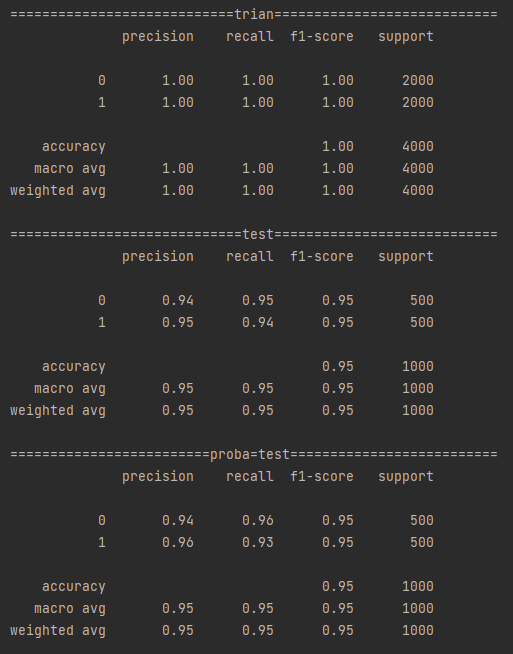 ============================trian============================
precision recall f1-score support
0 1.00 1.00 1.00 2000
1 1.00 1.00 1.00 2000
accuracy 1.00 4000
macro avg 1.00 1.00 1.00 4000
weighted avg 1.00 1.00 1.00 4000
=============================test============================
precision recall f1-score support
0 0.94 0.95 0.95 500
1 0.95 0.94 0.95 500
accuracy 0.95 1000
macro avg 0.95 0.95 0.95 1000
weighted avg 0.95 0.95 0.95 1000
=========================proba=test==========================
precision recall f1-score support
0 0.94 0.96 0.95 500
1 0.96 0.93 0.95 500
accuracy 0.95 1000
macro avg 0.95 0.95 0.95 1000
weighted avg 0.95 0.95 0.95 1000